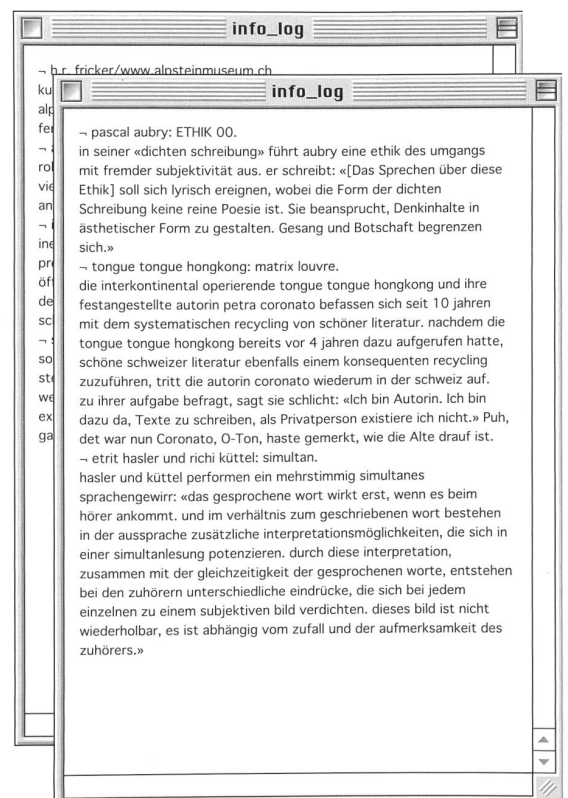 info_log
¬ h.r. fricker/www.alpsteinmuseum.ch
info_log
¬ pascal aubry: ETHIK 00.
in seiner «dichten schreibung» führt aubry eine ethik des umgangs
mit fremder subjektivität aus. er schreibt: «[Das Sprechen über diese
Ethik] soll sich lyrisch ereignen, wobei die Form der dichten
Schreibung keine reine Poesie ist. Sie beansprucht, Denkinhalte in
ästhetischer Form zu gestalten. Gesang und Botschaft begrenzen
sich.»
¬ tongue tongue hongkong: matrix louvre.
die interkontinental operierende tongue tongue hongkong und ihre
festangestellte autorin petra coronato befassen sich seit 10 jahren
mit dem systematischen recycling von schöner literatur. nachdem die
tongue tongue hongkong bereits vor 4 jahren dazu aufgerufen hatte,
schöne schweizer literatur ebenfalls einem konsequenten recycling
zuzuführen, tritt die autorin coronato wiederum in der schweiz auf.
zu ihrer aufgabe befragt, sagt sie schlicht: «Ich bin Autorin. Ich bin
dazu da, Texte zu schreiben, als Privatperson existiere ich nicht.» Puh,
det war nun Coronato, O-Ton, haste gemerkt, wie die Alte drauf ist.
¬ etrit hasler und richi küttel: simultan.
hasler und küttel performen ein mehrstimmig simultanes
sprachengewirr: «das gesprochene wort wirkt erst, wenn es beim
hörer ankommt. und im verhältnis zum geschriebenen wort bestehen
in der aussprache zusätzliche interpretationsmöglichkeiten, die sich in
einer simultanlesung potenzieren. durch diese interpretation,
zusammen mit der gleichzeitigkeit der gesprochenen worte, entstehen
bei den zuhörern unterschiedliche eindrücke, die sich bei jedem
einzelnen zu einem subjektiven bild verdichten. dieses bild ist nicht
wiederholbar, es ist abhängig vom zufall und der aufmerksamkeit des
zuhörers.»